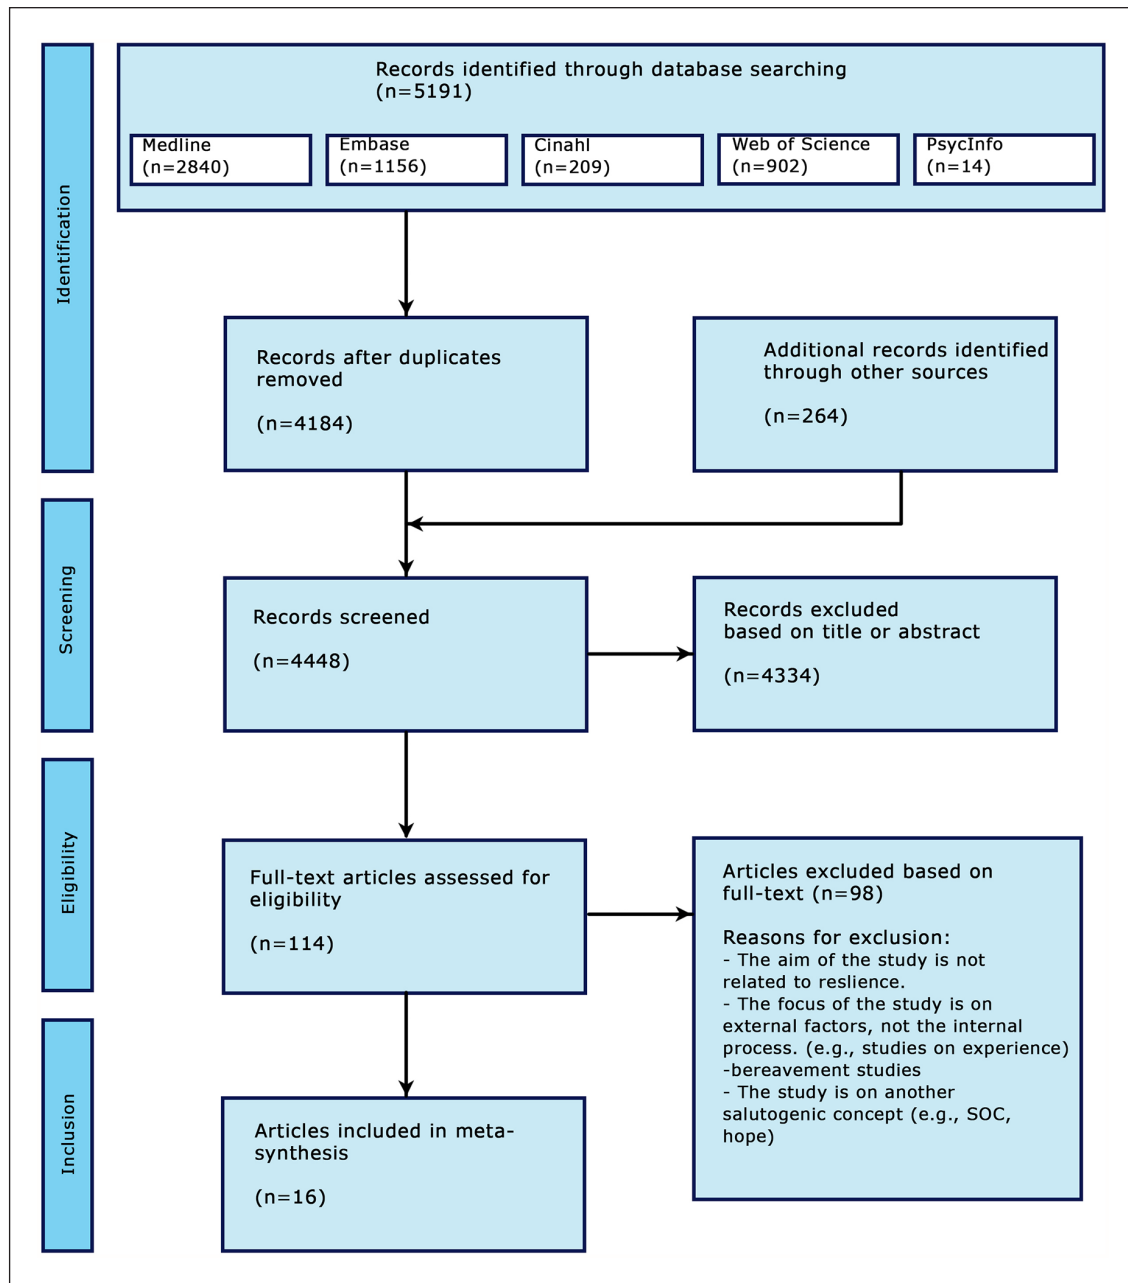 Identification
Records identified through database searching
(n=5191)
Medline
(n=2840)
Embase
(n=1156)
Cinahl
(n=209)
Web of Science
(n=902)
PsycInfo
(n=14)
Records after duplicates
removed
(n=4184)
Additional records identified
through other sources
(n=264)
Screening
Records screened
(n=4448)
Records excluded
based on title or abstract
(n=4334)
Eligibility
Full-text articles assessed for
eligibility
(n=114)
Articles excluded based on
full-text (n=98)
Reasons for exclusion:
- The aim of the study is not
related to reslience.
- The focus of the study is on
external factors, not the internal
process. (e.g., studies on experience)
-bereavement studies
- The study is on another
salutogenic concept (e.g., SOC,
hope)
Inclusion
Articles included in meta-
synthesis
(n=16)